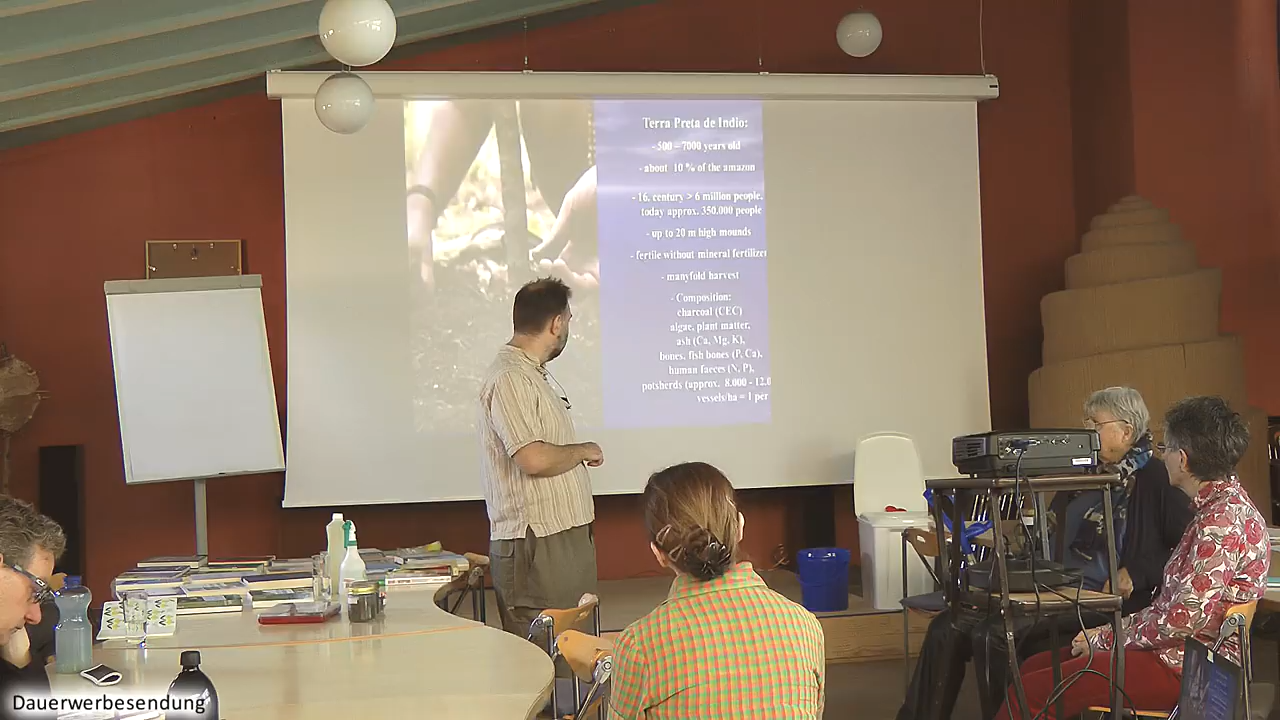 Terra Preta de Indio:
- 500 – 7000 years old
- about 10 % of the amazon
- 16. century > 6 million people,
today approx. 350.000 people
- up to 20 m high mounds
- fertile without mineral fertilizer
- manyfold harvest
- Composition:
charcoal (CEC)
algae, plant matter,
ash (Ca, Mg, K),
bones, fish bones (P, Ca),
human faeces (N, P),
potsherds (approx. 8.000 - 12.0
vessels/ha = 1 per
Dauerwerbesendung